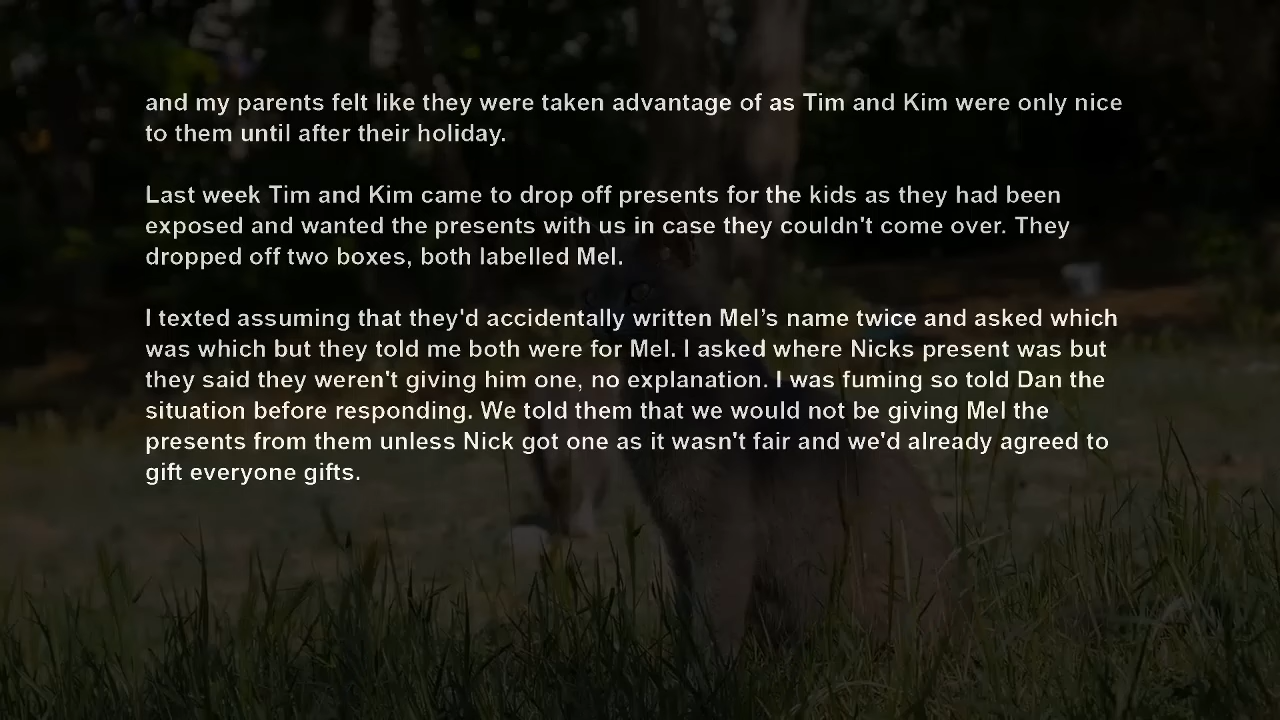 and my parents felt like they were taken advantage of as Tim and Kim were only nice
to them until after their holiday.
Last week Tim and Kim came to drop off presents for the kids as they had been
exposed and wanted the presents with us in case they couldn't come over. They
dropped off two boxes, both labelled Mel.
I texted assuming that they'd accidentally written Mel’s name twice and asked which
was which but they told me both were for Mel. I asked where Nicks present was but
they said they weren't giving him one, no explanation. I was fuming so told Dan the
situation before responding. We told them that we would not be giving Mel the
presents from them unless Nick got one as it wasn't fair and we'd already agreed to
gift everyone gifts.